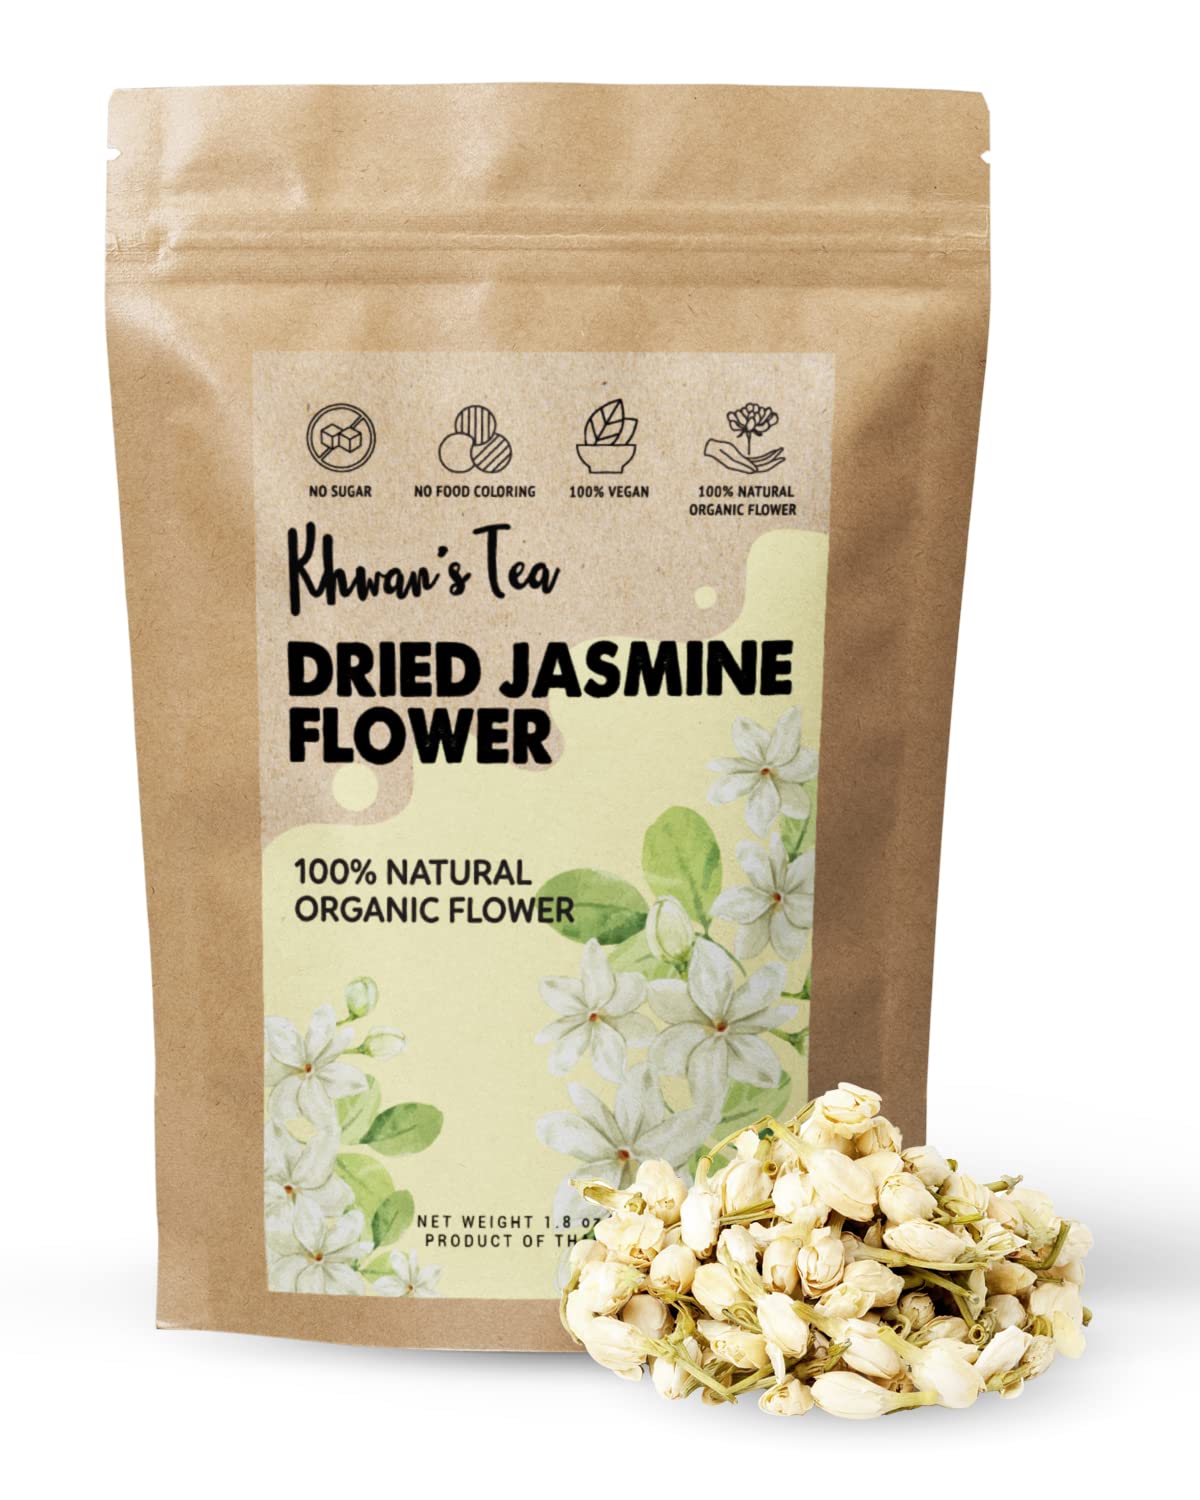 NO SUGAR
NO FOOD COLORING
100% VEGAN
100% NATURAL
ORGANIC FLOWER
Khwan's Tea
DRIED JASMINE
FLOWER
100% NATURAL
ORGANIC FLOWER
NET WEIGHT 1.8 oz
PRODUCT OF